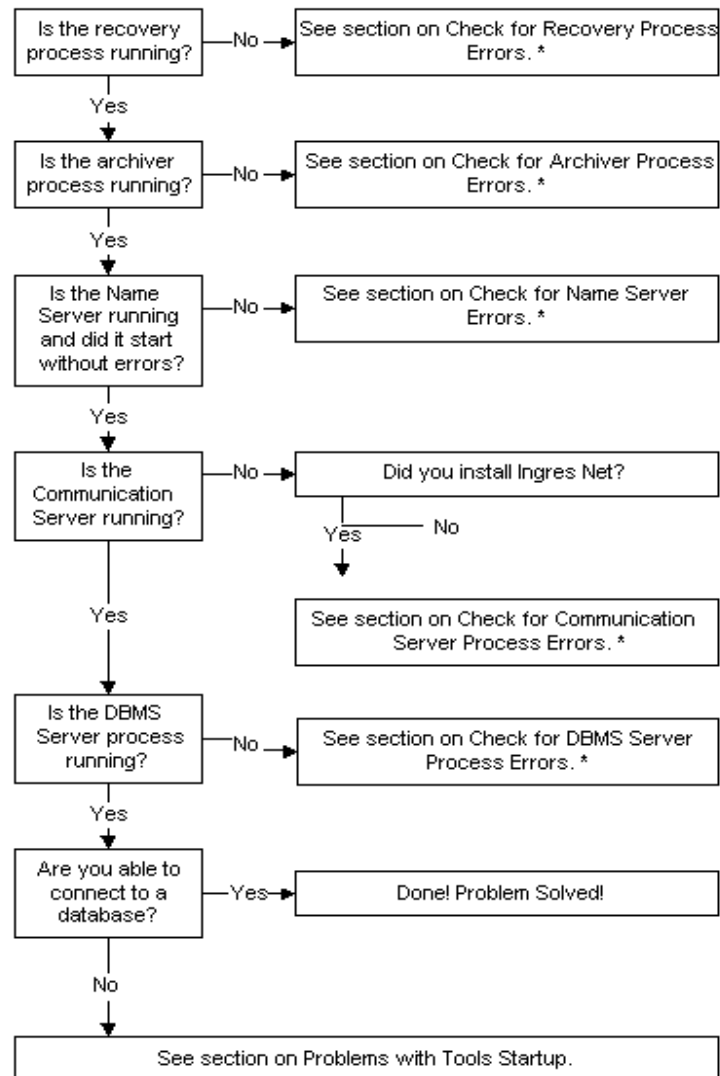 Is the recovery
process running?
No
See section on Check for Recovery Process
Errors. *
Yes
Is the archiver
process running?
No
See section on Check for Archiver Process
Errors. *
Yes
Is the Name
Server running
and did it start
without errors?
No
See section on Check for Name Server
Errors. *
Yes
Is the
Communication
Server running?
No
Did you install Ingres Net?
Yes
No
See section on Check for Communication
Server Process Errors. *
Yes
Is the DBMS
Server process
running?
No
See section on Check for DBMS Server
Process Errors. *
Yes
Are you able to
connect to a
database?
Yes
Done! Problem Solved!
No
See section on Problems with Tools Startup.